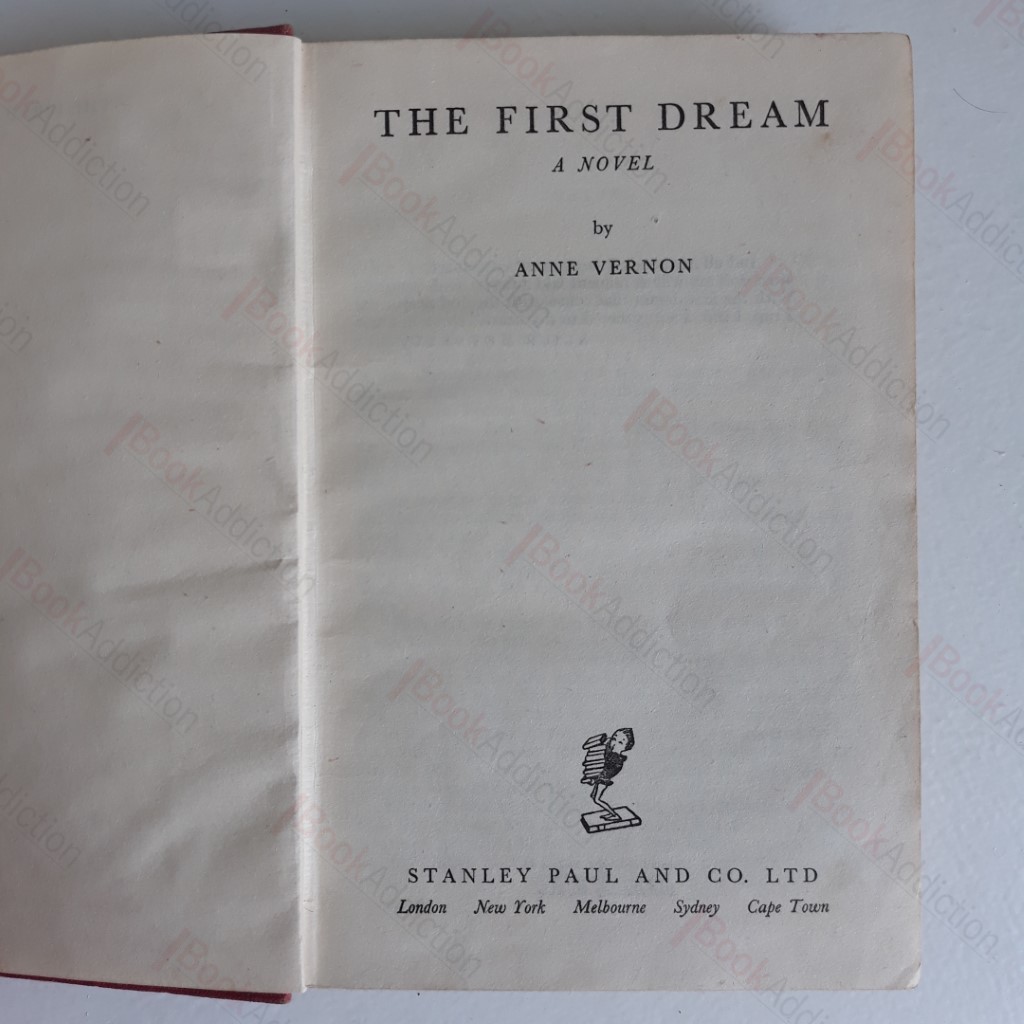 THE FIRST DREAM
A NOVEL
by
ANNE VERNON
STANLEY PAUL AND CO. LTD
London New York Melbourne Sydney Cape Town
BookAddiction